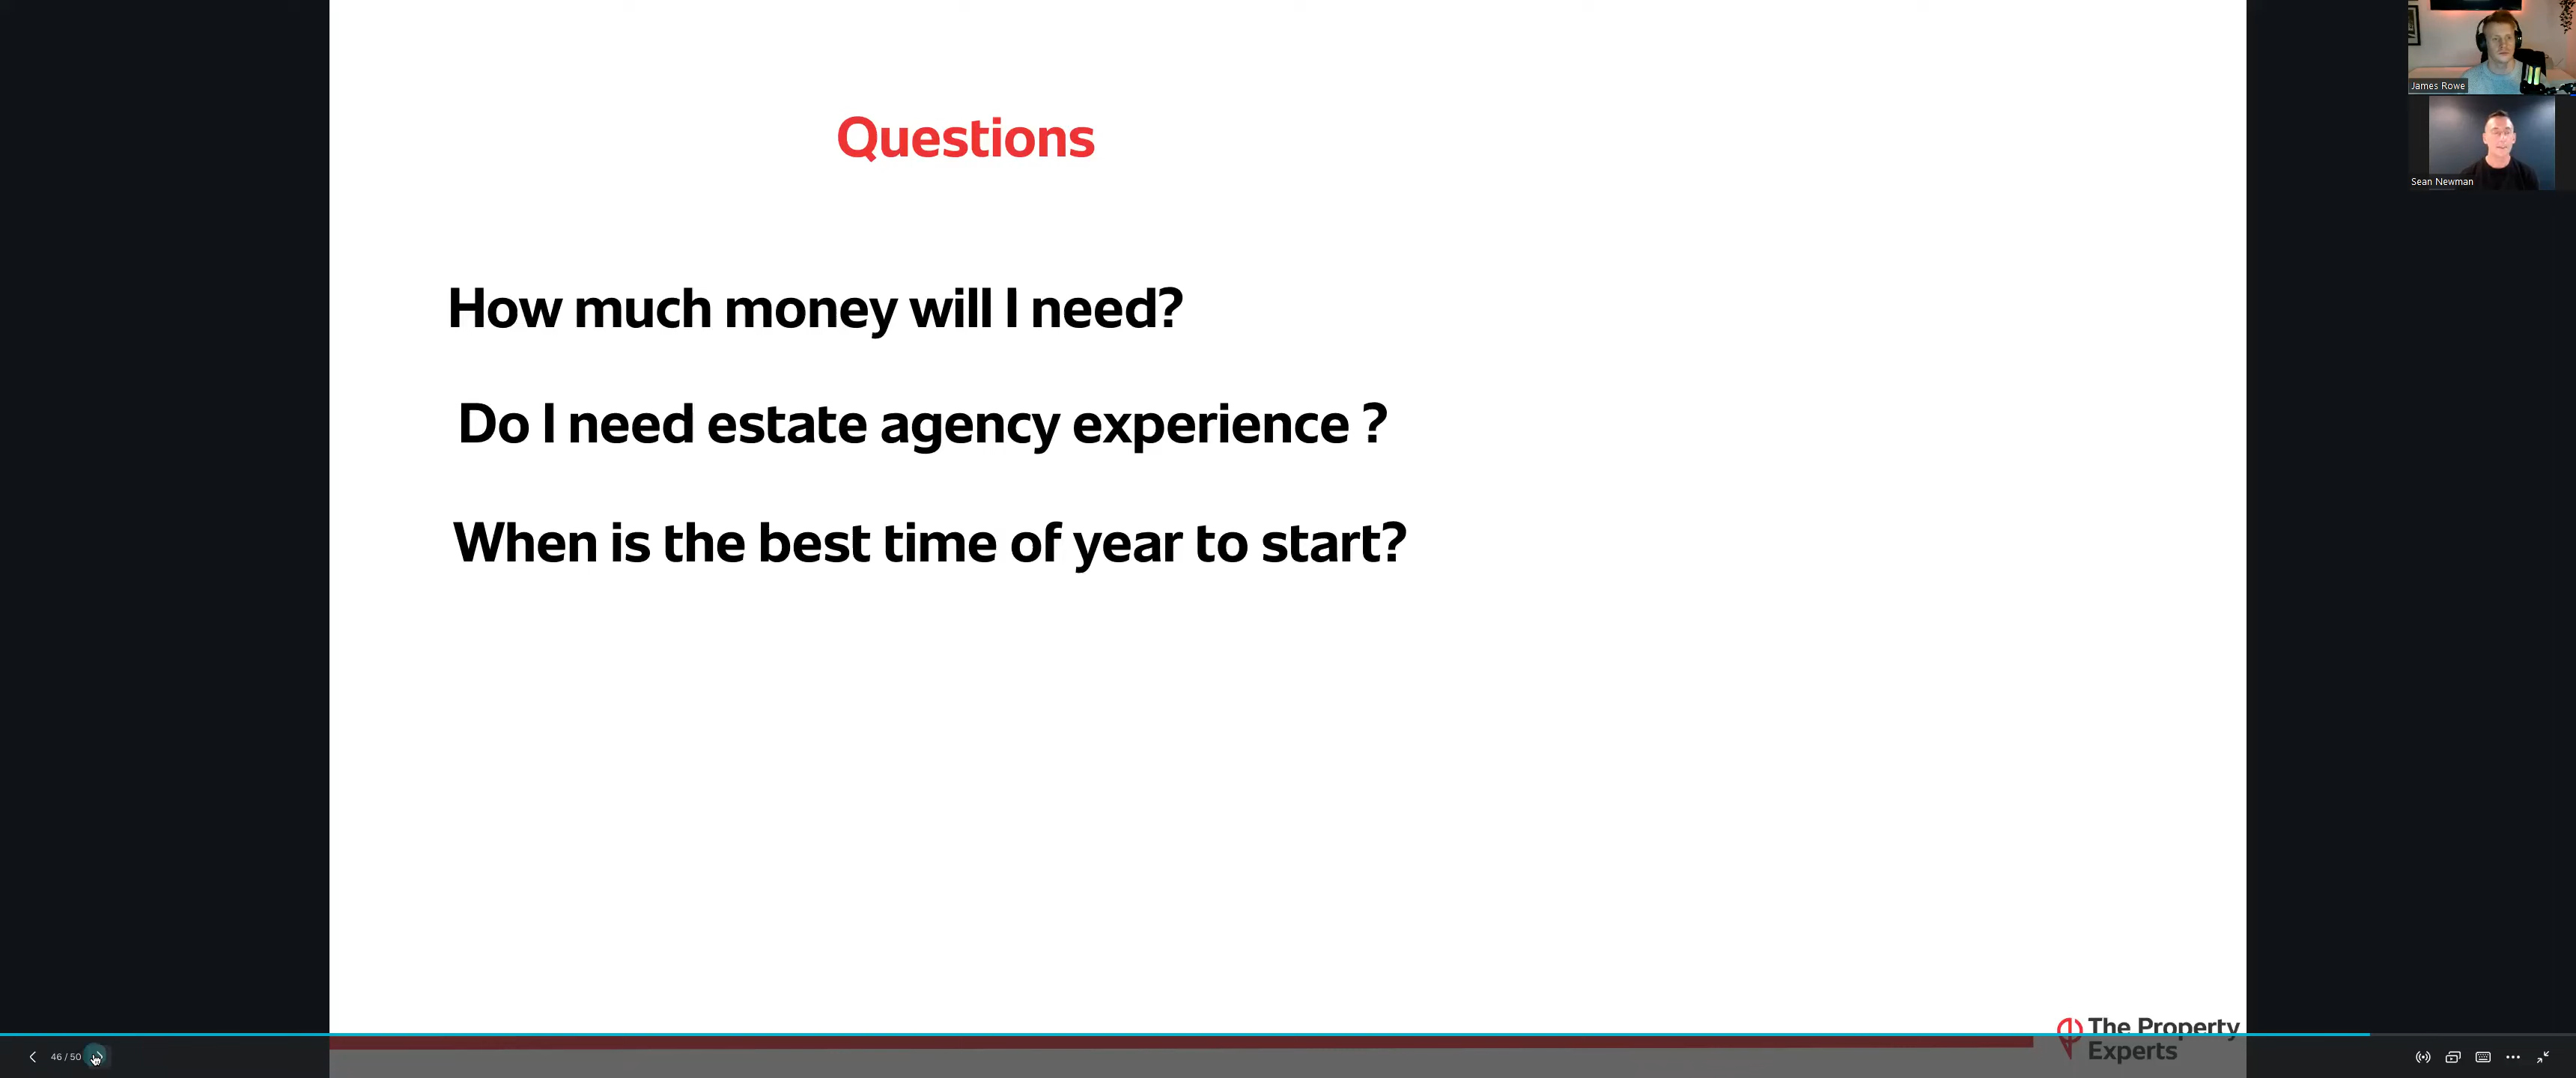 Questions
How much money will I need?
Do I need estate agency experience ?
When is the best time of year to start?
James Rowe
Sean Newman
The Property
Experts
46 / 50